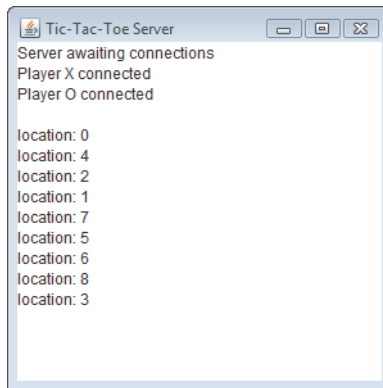 Tic-Tac-Toe Server
Server awaiting connections
Player X connected
Player O connected
location: 0
location: 4
location: 2
location: 1
location: 7
location: 5
location: 6
location: 8
location: 3